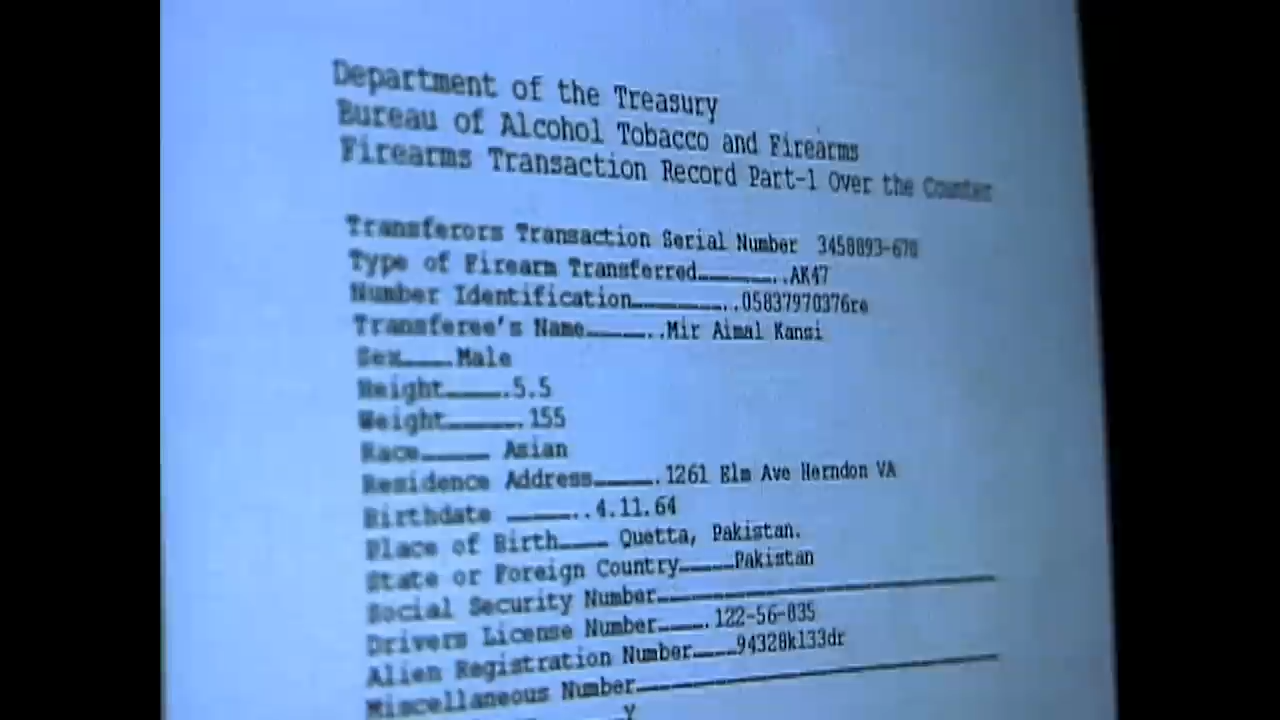 Department of the Treasury
Bureau of Alcohol Tobacco and Firearms
Firearms Transaction Record Part-1 Over the Counter
Transferors Transaction Serial Number 3458893-670
Type of Firearm Transferred............AK47
Number Identification..............05837970376re
Transferee's Name..........Mir Aimal Kansi
Sex......Male
Height........5.5
Weight.........155
Race....... Asian
Residence Address.......1261 Elm Ave Herndon VA
Birthdate .........4.11.64
Place of Birth..... Quetta, Pakistan.
State or Foreign Country......Pakistan
Social Security Number
Drivers License Number......122-56-835
Alien Registration Number.....94328k133dr
Miscellaneous Number
Y